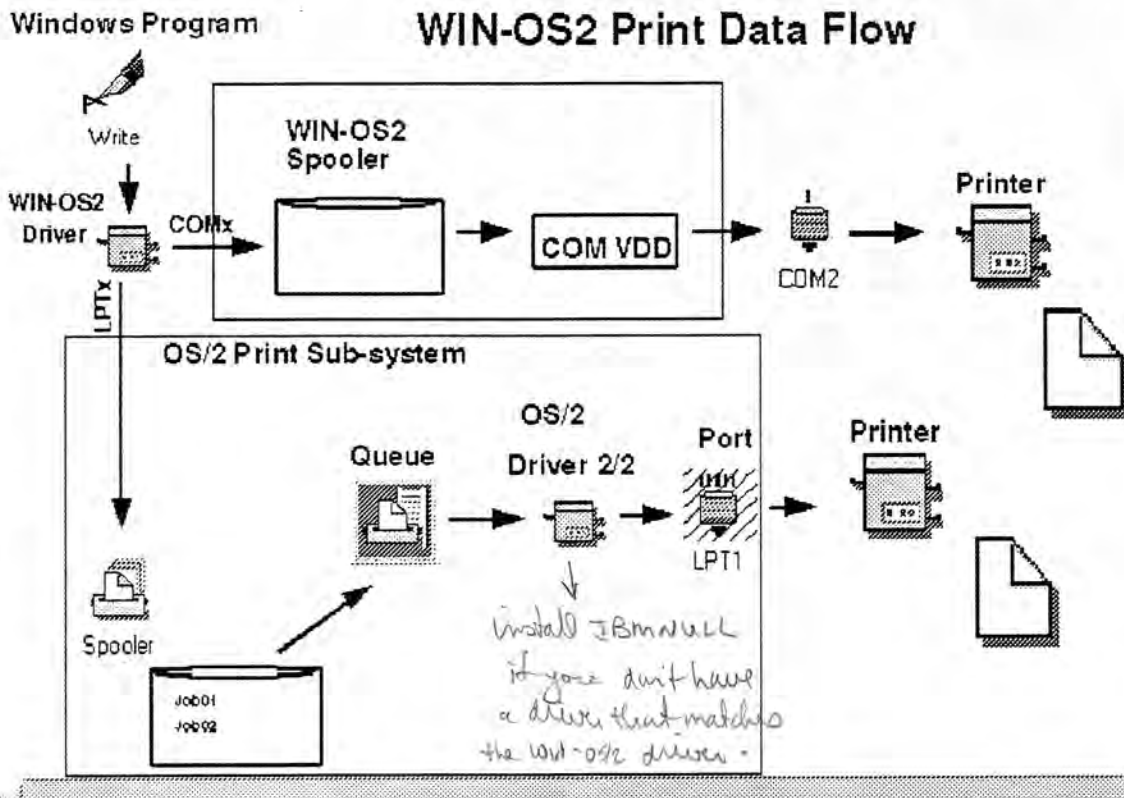 Windows Program
WIN-OS2 Print Data Flow
Write
WIN-OS2
Spooler
WIN-OS2
Driver
COMx
COM VDD
COM2
Printer
LPTx
OS/2 Print Sub-system
OS/2
Driver 2/2
Queue
Port
LPT1
Printer
Spooler
Job01
Job02
install IBMNULL
if you don't have
a driver that matches
the WIN-OS/2 driver.